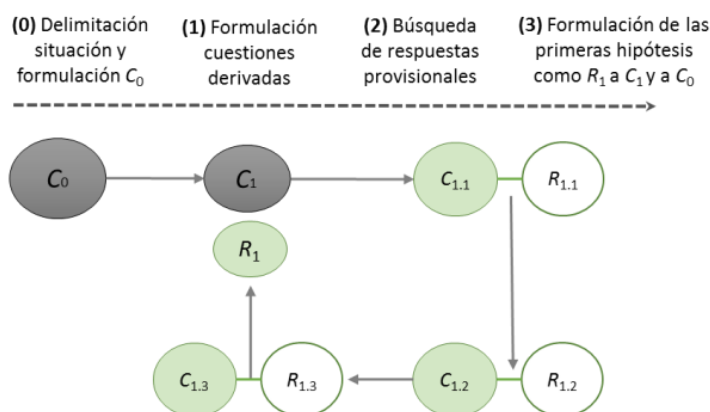 (0) Delimitación
situación y
formulación C0
(1) Formulación
cuestiones
derivadas
(2) Búsqueda
de respuestas
provisionales
(3) Formulación de las
primeras hipótesis
como R1 a C1 y a C0
C0
C1
C1.1
R1.1
R1
C1.3
R1.3
C1.2
R1.2